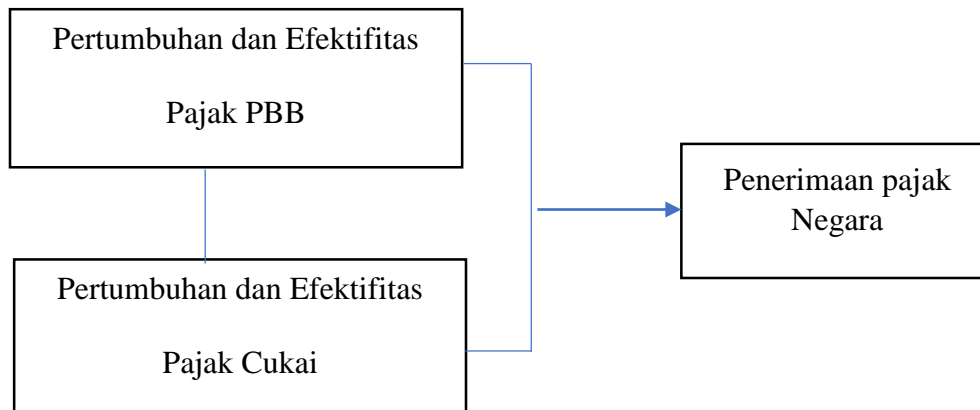 Pertumbuhan dan Efektifitas
Pajak PBB
Penerimaan pajak
Negara
Pertumbuhan dan Efektifitas
Pajak Cukai